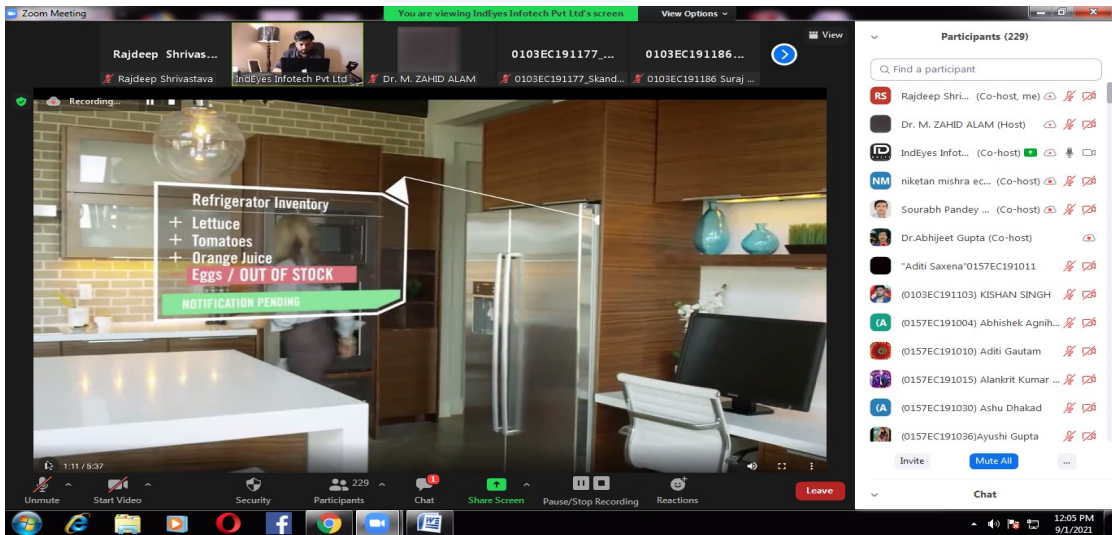 Zoom Meeting
You are viewing IndEyes Infotech Pvt Ltd's screen
View Options
View
Rajdeep Shrivas...
0103EC191177_...
0103EC191186...
Rajdeep Shrivastava
IndEyes Infotech Pvt Ltd
Dr. M. ZAHID ALAM
0103EC191177_Skand...
0103EC191186 Suraj ...
Recording...
Refrigerator Inventory
+ Lettuce
+ Tomatoes
+ Orange Juice
Eggs / OUT OF STOCK
NOTIFICATION PENDING
1:11 / 5:37
Unmute
Start Video
Security
229
Participants
1
Chat
Share Screen
Pause/Stop Recording
Reactions
Leave
Participants (229)
Find a participant
RS Rajdeep Shri... (Co-host, me)
Dr. M. ZAHID ALAM (Host)
IndEyes Infot... (Co-host)
NM niketan mishra ec... (Co-host)
Sourabh Pandey ... (Co-host)
Dr.Abhijeet Gupta (Co-host)
"Aditi Saxena"0157EC191011
(0103EC191103) KISHAN SINGH
(A (0157EC191004) Abhishek Agnih...
(0157EC191010) Aditi Gautam
(0157EC191015) Alankrit Kumar ...
(A (0157EC191030) Ashu Dhakad
(0157EC191036)Ayushi Gupta
Invite
Mute All
...
Chat
12:05 PM
9/1/2021